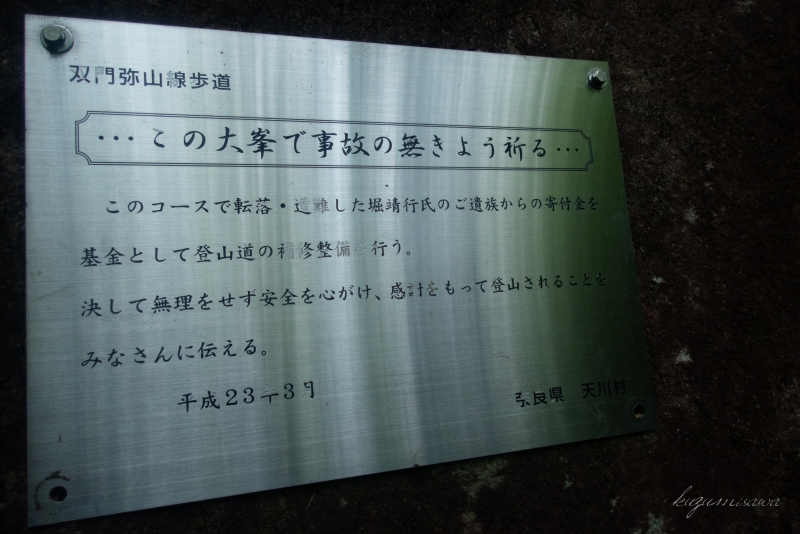 双門弥山線歩道
…この大峯で事故の無きよう祈る…
このコースで転落・遭難した堀靖行氏のご遺族からの寄付金を
基金として登山道の補修整備を行う。
決して無理をせず安全を心がけ、感謝をもって登山されることを
みなさんに伝える。
平成23年3月
奈良県 天川村
kuzumisawa